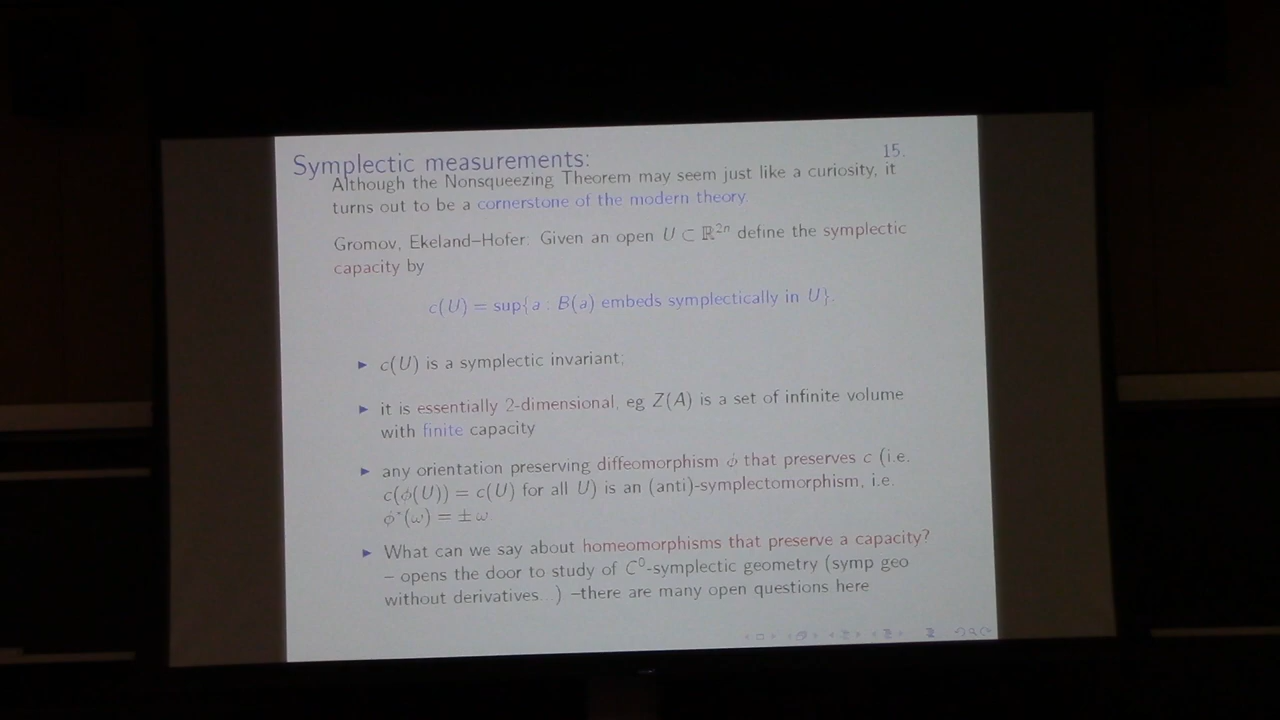 Symplectic measurements:
15.
Although the Nonsqueezing Theorem may seem just like a curiosity, it
turns out to be a cornerstone of the modern theory.
Gromov, Ekeland–Hofer: Given an open U ⊂ ℝ²ⁿ define the symplectic
capacity by
c(U) = sup{a : B(a) embeds symplectically in U}.
▶ c(U) is a symplectic invariant;
▶ it is essentially 2-dimensional, eg Z(A) is a set of infinite volume
with finite capacity
▶ any orientation preserving diffeomorphism ϕ that preserves c (i.e.
c(ϕ(U)) = c(U) for all U) is an (anti)-symplectomorphism, i.e.
ϕ*(ω) = ±ω.
▶ What can we say about homeomorphisms that preserve a capacity?
– opens the door to study of C⁰-symplectic geometry (symp geo
without derivatives...) –there are many open questions here